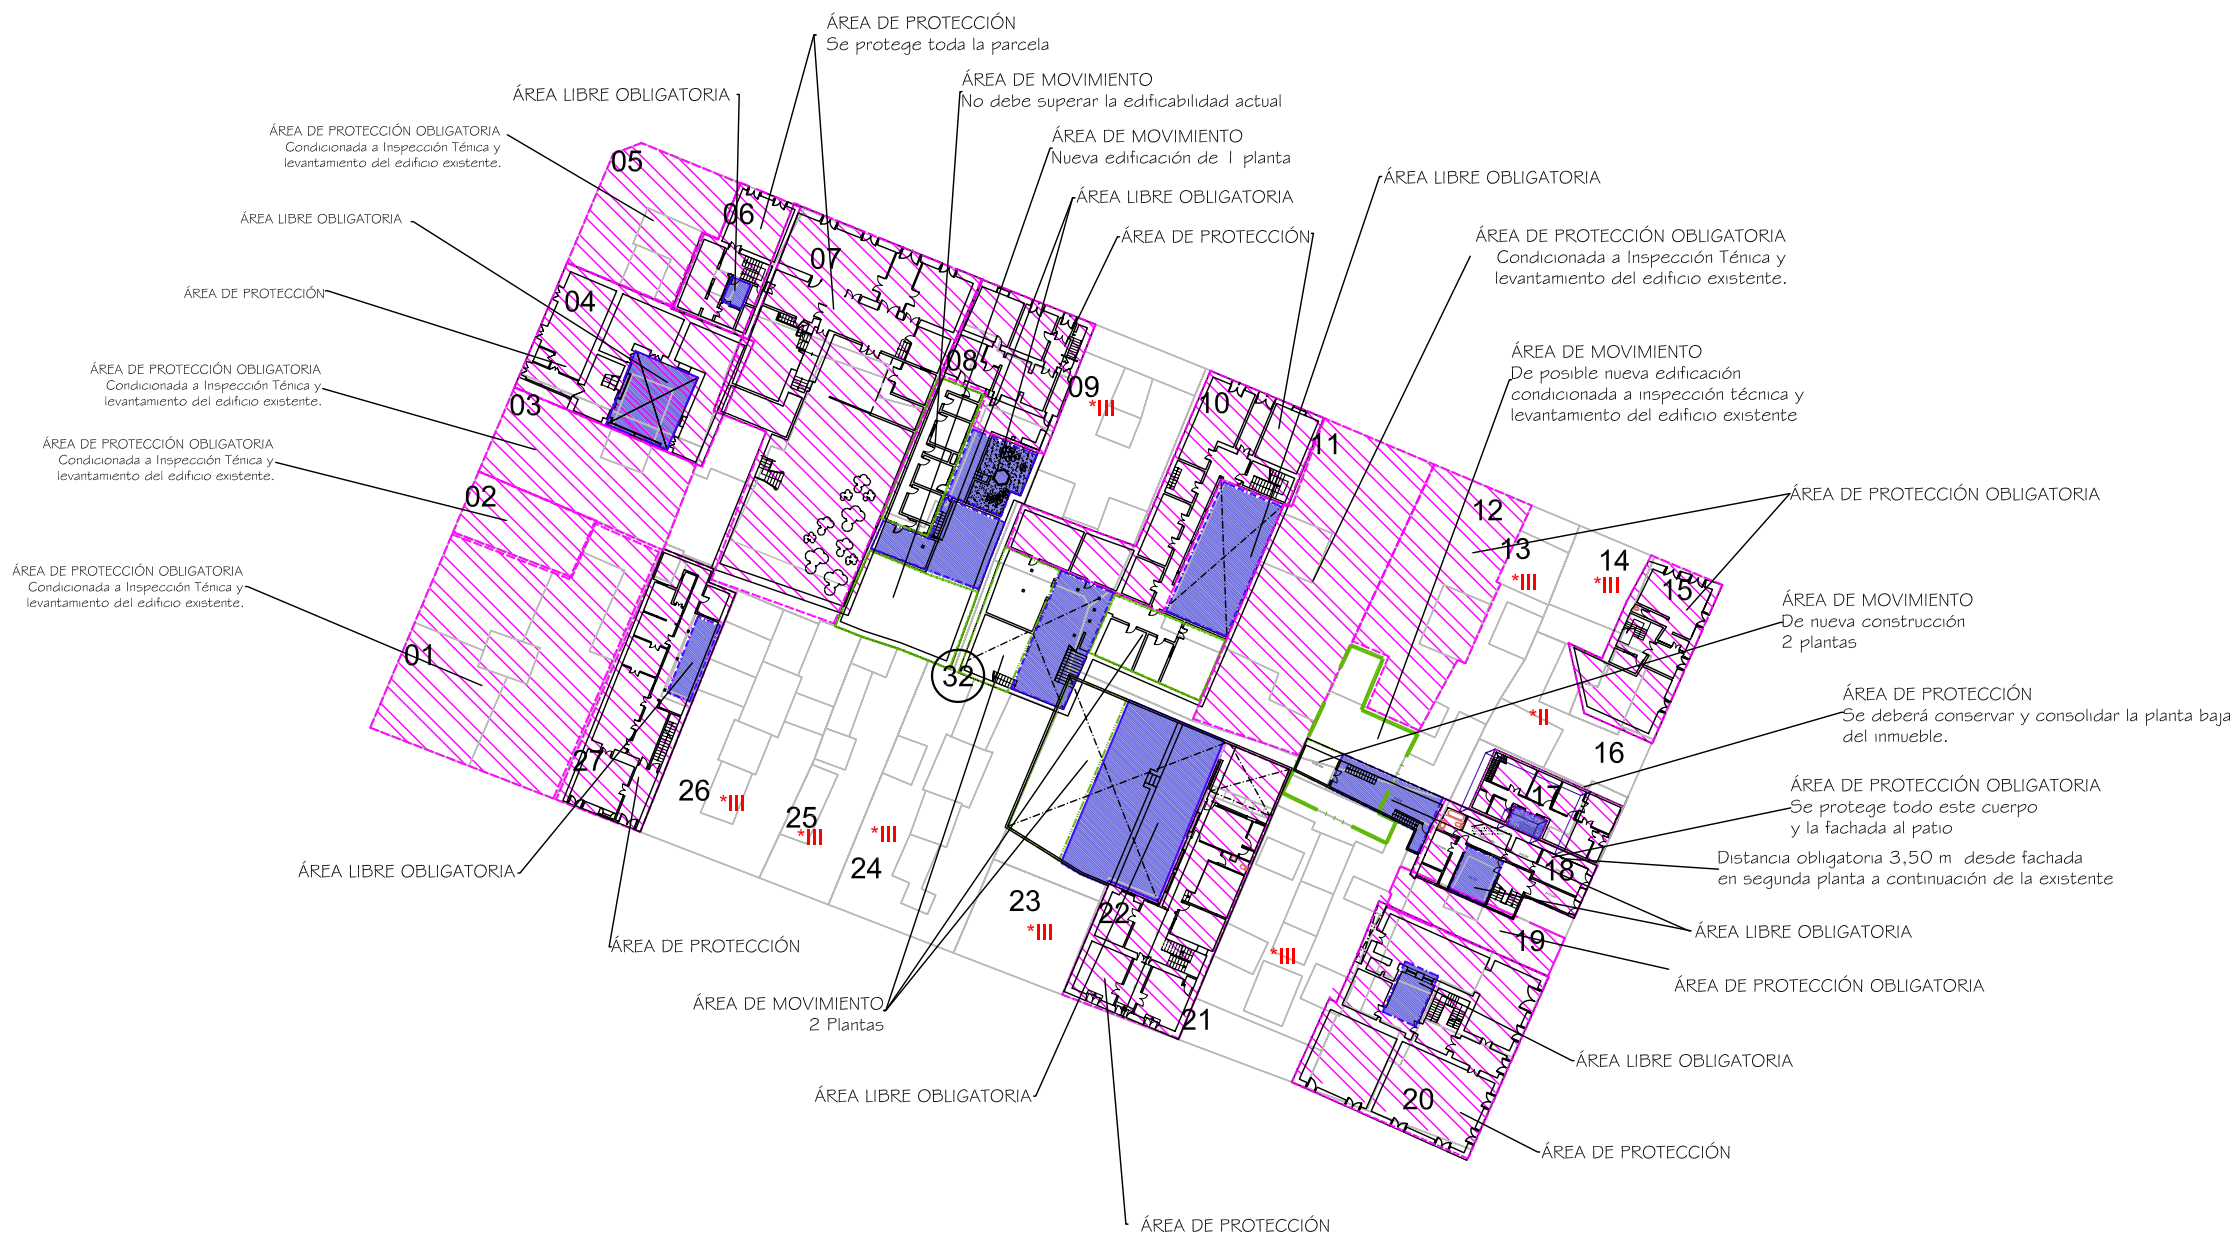 ÁREA DE PROTECCIÓN
Se protege toda la parcela
ÁREA DE MOVIMIENTO
No debe superar la edificabilidad actual
ÁREA LIBRE OBLIGATORIA
ÁREA DE PROTECCIÓN OBLIGATORIA
Condicionada a Inspección Ténica y
levantamiento del edificio existente.
ÁREA DE MOVIMIENTO
Nueva edificación de 1 planta
ÁREA LIBRE OBLIGATORIA
ÁREA LIBRE OBLIGATORIA
ÁREA LIBRE OBLIGATORIA
ÁREA DE PROTECCIÓN
ÁREA DE PROTECCIÓN OBLIGATORIA
Condicionada a Inspección Ténica y
levantamiento del edificio existente.
ÁREA DE PROTECCIÓN
ÁREA DE MOVIMIENTO
De posible nueva edificación
condicionada a inspección técnica y
levantamiento del edificio existente
ÁREA DE PROTECCIÓN OBLIGATORIA
Condicionada a Inspección Ténica y
levantamiento del edificio existente.
ÁREA DE PROTECCIÓN OBLIGATORIA
Condicionada a Inspección Ténica y
levantamiento del edificio existente.
ÁREA DE PROTECCIÓN OBLIGATORIA
ÁREA DE PROTECCIÓN OBLIGATORIA
Condicionada a Inspección Ténica y
levantamiento del edificio existente.
ÁREA DE MOVIMIENTO
De nueva construcción
2 plantas
ÁREA DE PROTECCIÓN
Se deberá conservar y consolidar la planta baja
del inmueble.
ÁREA DE PROTECCIÓN OBLIGATORIA
Se protege todo este cuerpo
y la fachada al patio
Distancia obligatoria 3,50 m desde fachada
en segunda planta a continuación de la existente
ÁREA LIBRE OBLIGATORIA
ÁREA LIBRE OBLIGATORIA
ÁREA DE PROTECCIÓN
ÁREA DE PROTECCIÓN OBLIGATORIA
ÁREA DE MOVIMIENTO
2 Plantas
ÁREA LIBRE OBLIGATORIA
ÁREA LIBRE OBLIGATORIA
ÁREA DE PROTECCIÓN
ÁREA DE PROTECCIÓN
05
06
07
04
08
09
*III
03
10
11
02
12
13
*III
14
*III
15
01
32
*II
16
27
26
*III
25
*III
*III
24
17
18
23
*III
22
19
*III
21
20